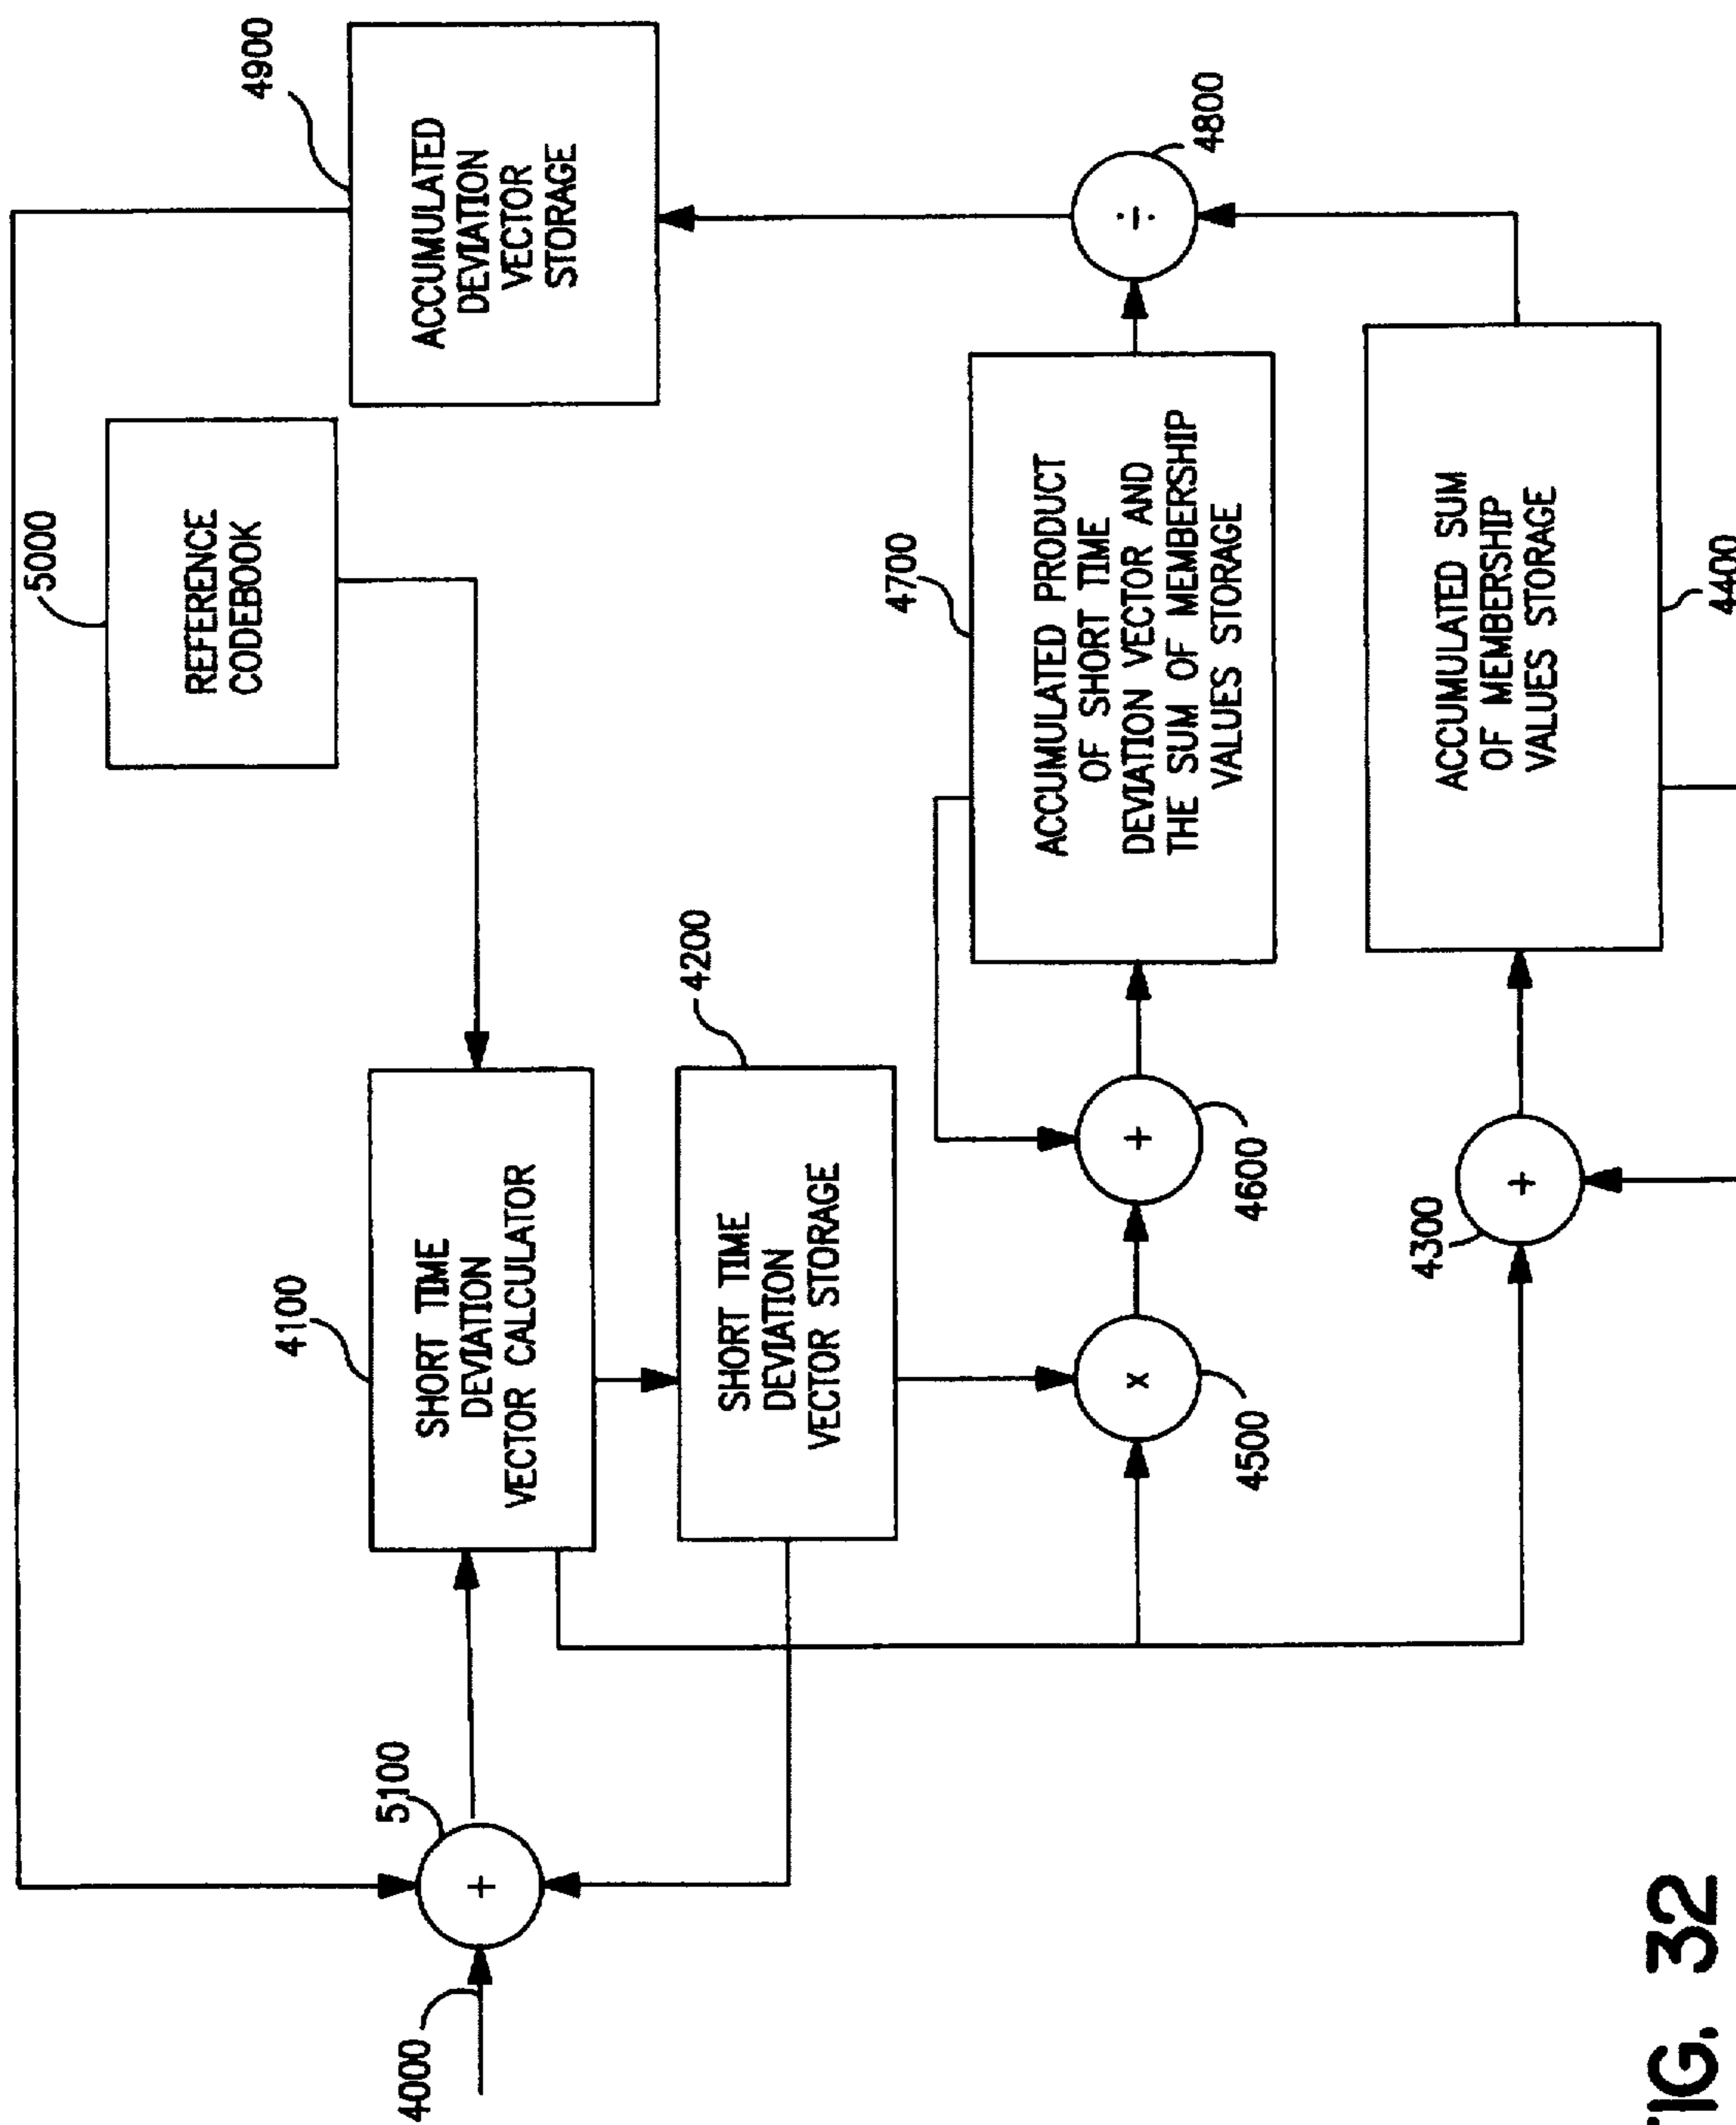 4900
ACCUMULATED
DEVIATION
VECTOR
STORAGE
5000
REFERENCE
CODEBOOK
4100
SHORT TIME
DEVIATION
VECTOR CALCULATOR
4200
SHORT TIME
DEVIATION
VECTOR STORAGE
5100
+
4000
4500
x
4600
+
4700
ACCUMULATED PRODUCT
OF SHORT TIME
DEVIATION VECTOR AND
THE SUM OF MEMBERSHIP
VALUES STORAGE
4800
÷
4300
+
ACCUMULATED SUM
OF MEMBERSHIP
VALUES STORAGE
4400
FIG. 32